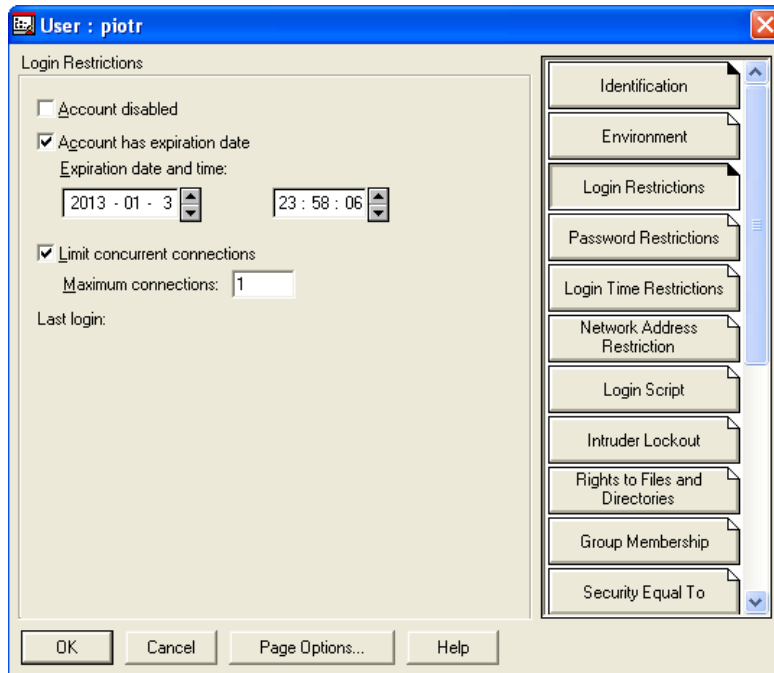 User : piotr
Login Restrictions
Account disabled
Account has expiration date
Expiration date and time:
2013 - 01 - 3
23 : 58 : 06
Limit concurrent connections
Maximum connections: 1
Last login:
Identification
Environment
Login Restrictions
Password Restrictions
Login Time Restrictions
Network Address
Restriction
Login Script
Intruder Lockout
Rights to Files and
Directories
Group Membership
Security Equal To
OK
Cancel
Page Options...
Help